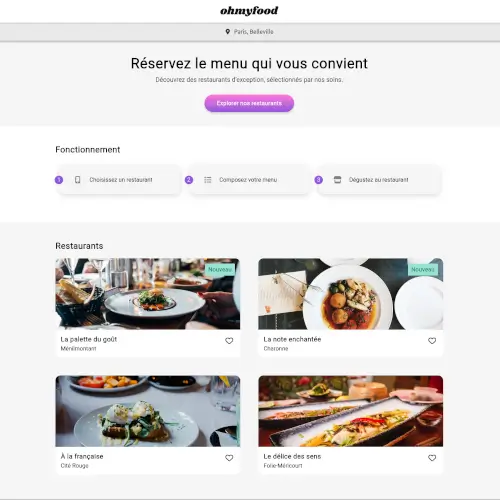 ohmyfood
Paris, Belleville
Réservez le menu qui vous convient
Découvrez des restaurants d'exception, sélectionnés par nos soins.
Explorer nos restaurants
Fonctionnement
1 Choisissez un restaurant
2 Composez votre menu
3 Dégustez au restaurant
Restaurants
Nouveau
Nouveau
La palette du goût
Ménilmontant
La note enchantée
Charonne
À la française
Cité Rouge
Le délice des sens
Folie-Méricourt